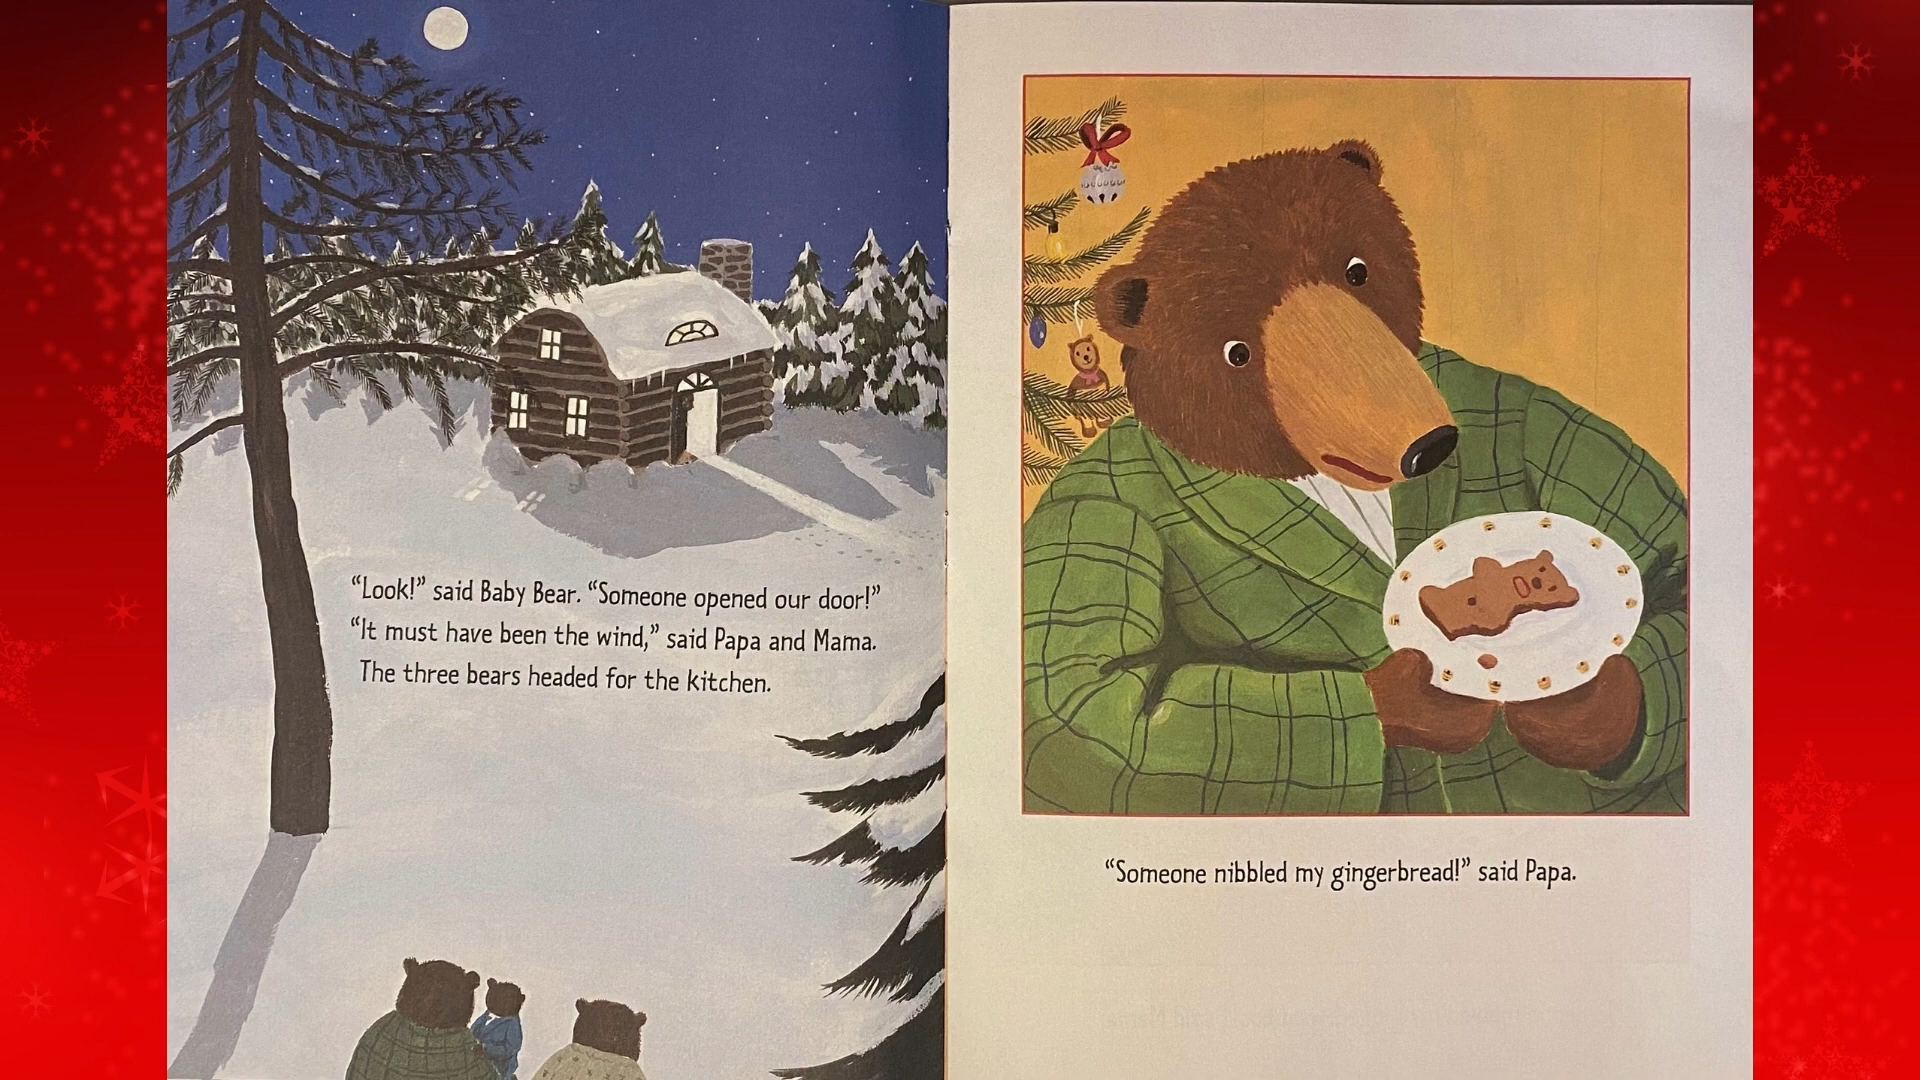 “Look!” said Baby Bear. “Someone opened our door!”
“It must have been the wind,” said Papa and Mama.
The three bears headed for the kitchen.
“Someone nibbled my gingerbread!” said Papa.